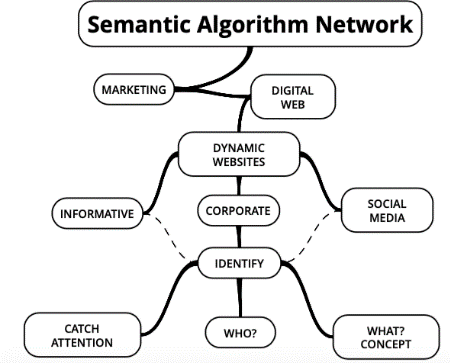 Semantic Algorithm Network
MARKETING
DIGITAL
WEB
DYNAMIC
WEBSITES
INFORMATIVE
CORPORATE
SOCIAL
MEDIA
IDENTIFY
CATCH
ATTENTION
WHO?
WHAT?
CONCEPT